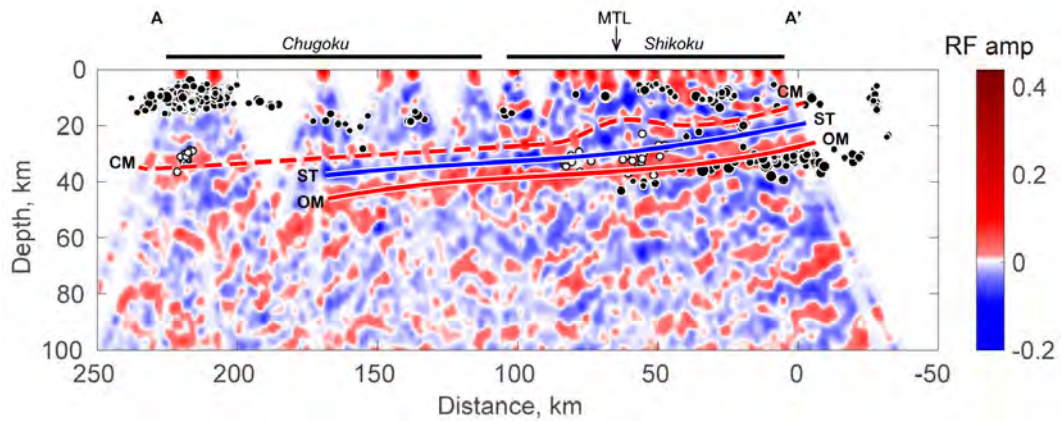 A MTL A'
Chugoku Shikoku RF amp
0 CM 0.4
20 ST
CM OM
40 ST 0.2
OM
60
0
80
100 -0.2
250 200 150 100 50 0 -50
Depth, km
Distance, km